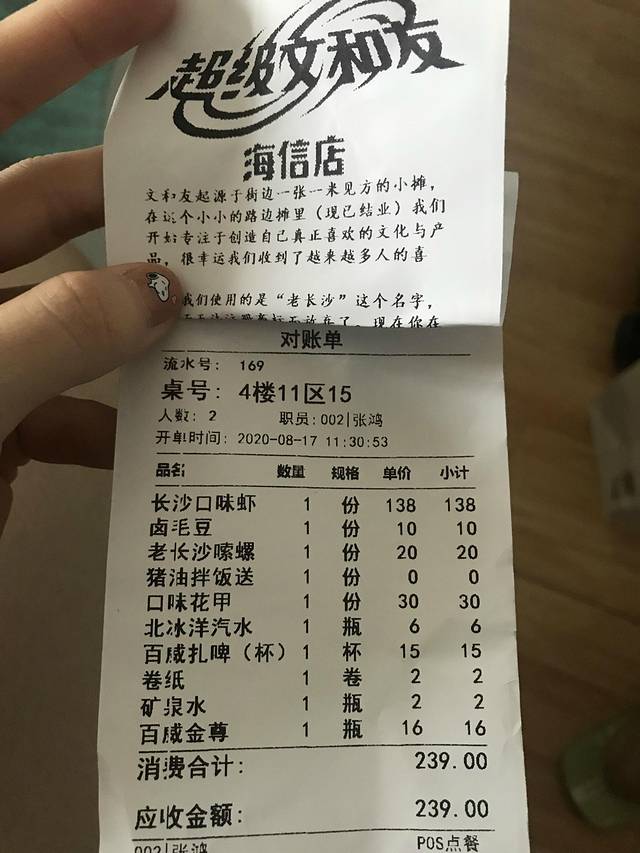 超级文和友
海信店
文和友起源于街边一张一米见方的小摊,
在这个小小的路边摊里(现已结业)我们
开始专注于创造自己真正喜欢的文化与产
品, 很幸运我们收到了越来越多人的喜
我们使用的是“老长沙”这个名字,
现在你在
对账单
流水号: 169
桌号: 4楼11区15
人数: 2 职员:002|张鸿
开单时间: 2020-08-17 11:30:53
品名 数量 规格 单价 小计
长沙口味虾 1 份 138 138
卤毛豆 1 份 10 10
老长沙嗦螺 1 份 20 20
猪油拌饭送 1 份 0 0
口味花甲 1 份 30 30
北冰洋汽水 1 瓶 6 6
百威扎啤(杯) 1 杯 15 15
卷纸 1 卷 2 2
矿泉水 1 瓶 2 2
百威金尊 1 瓶 16 16
消费合计: 239.00
应收金额: 239.00
002|张鸿 POS点餐